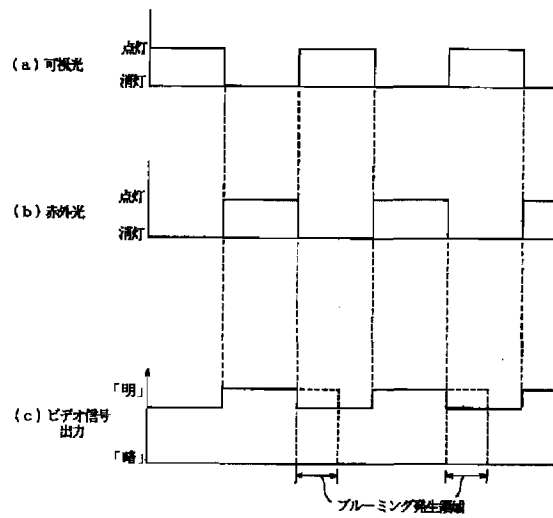 点灯
(a)可視光
消灯
点灯
(b)赤外光
消灯
「明」
(c)ビデオ信号
出力
「略」
ブルーミング発生領域